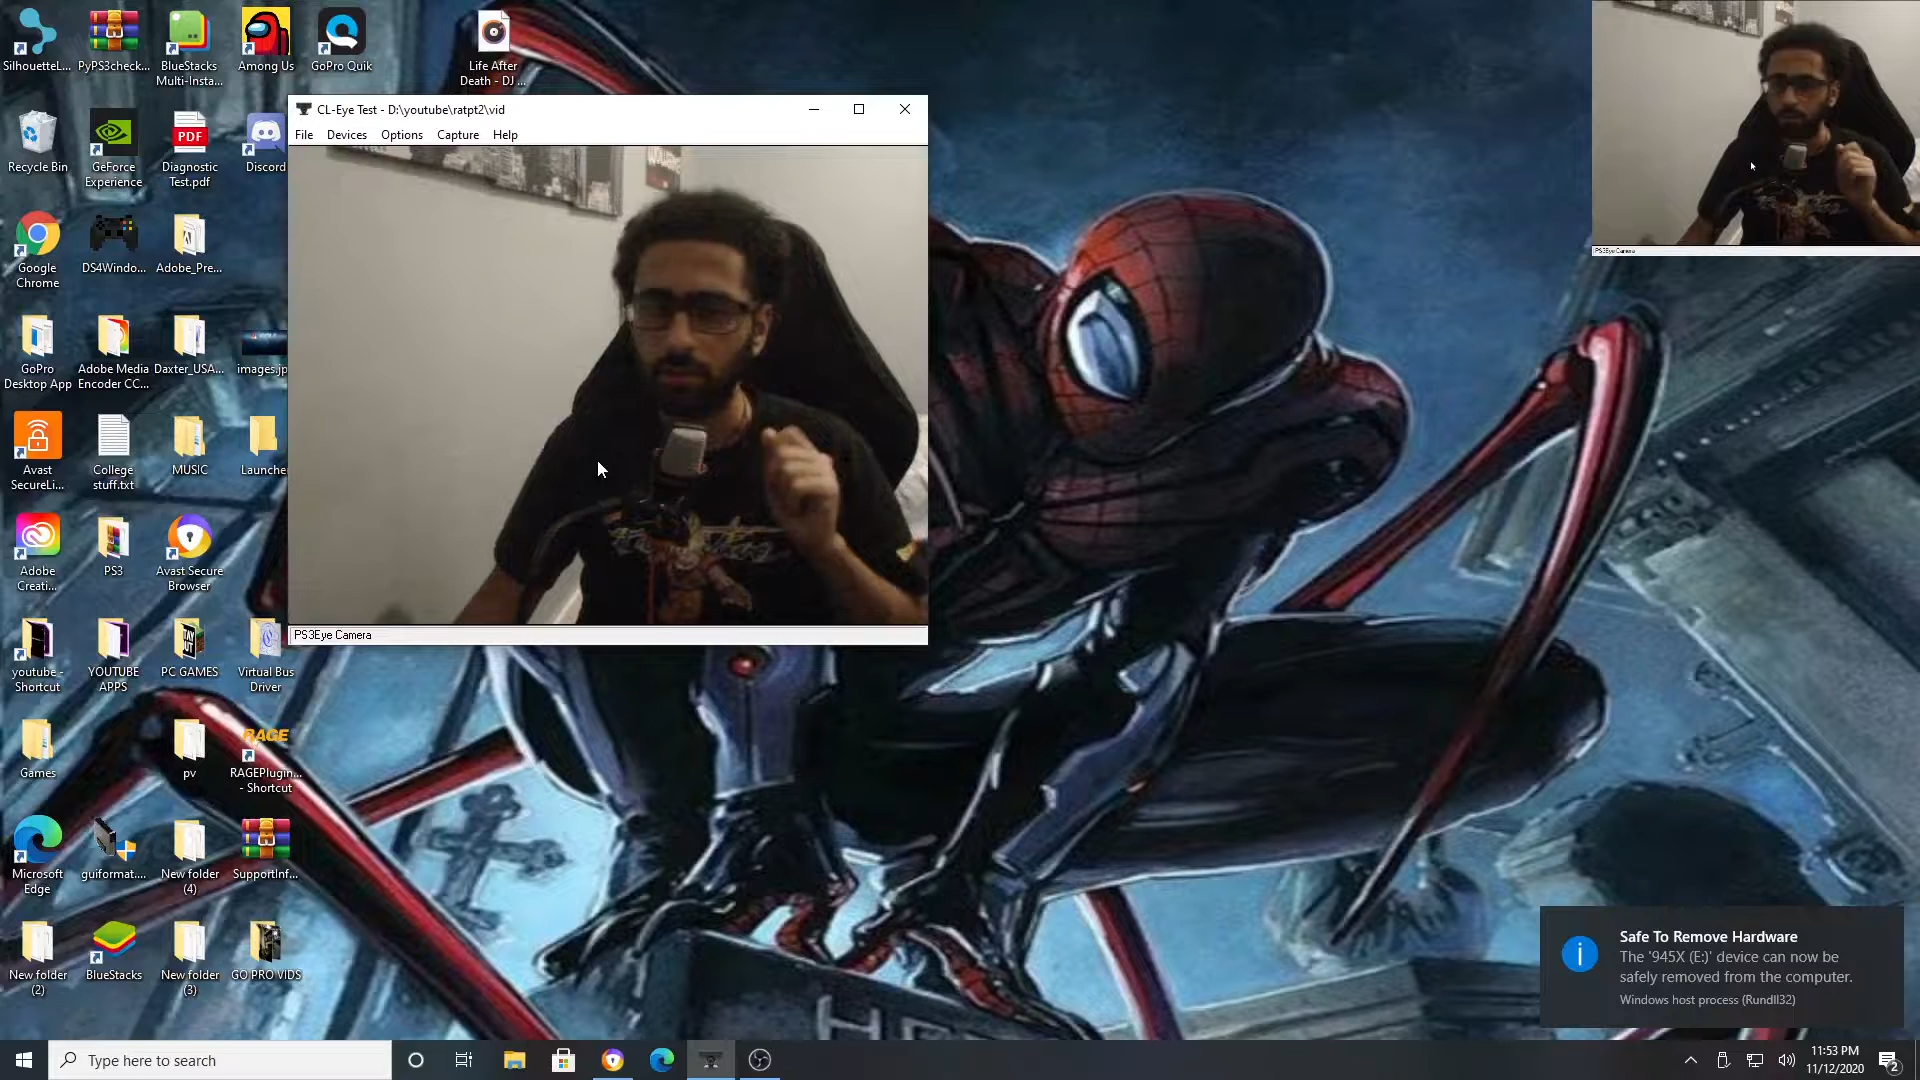 SilhouetteL...
PyPS3check...
BlueStacks
Multi-Insta...
Among Us
GoPro Quik
Life After
Death - DJ ...
CL-Eye Test - D:\youtube\ratpt2\vid
File Devices Options Capture Help
Recycle Bin
GeForce
Experience
PDF
Diagnostic
Test.pdf
Discord
Google
Chrome
DS4Windo...
Adobe_Pre...
GoPro
Desktop App
Adobe Media
Encoder CC...
Daxter_USA...
images.jp
Avast
SecureLi...
College
stuff.txt
MUSIC
Launche
Adobe
Creati...
PS3
Avast Secure
Browser
PS3Eye Camera
PS3Eye Camera
youtube -
Shortcut
YOUTUBE
APPS
PC GAMES
Virtual Bus
Driver
Games
pv
RAGE
RAGEPlugin...
- Shortcut
Microsoft
Edge
guiformat....
New folder
(4)
SupportInf...
New folder
(2)
BlueStacks
New folder
(3)
GO PRO VIDS
Safe To Remove Hardware
The '945X (E:)' device can now be
safely removed from the computer.
Windows host process (Rundll32)
Type here to search
11:53 PM
11/12/2020
2